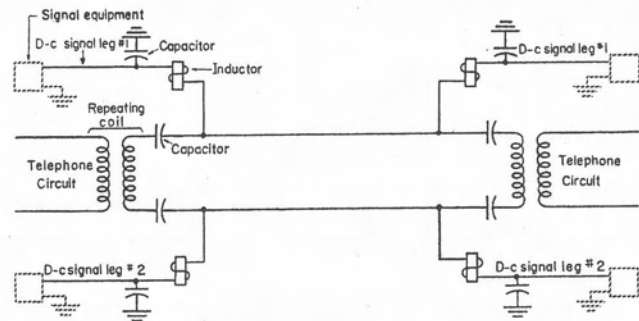 Signal equipment
D-c signal leg #1
Capacitor
Inductor
D-c signal leg #1
Repeating
coil
Capacitor
Telephone
Circuit
Telephone
Circuit
D-c signal leg # 2
D-c signal leg # 2